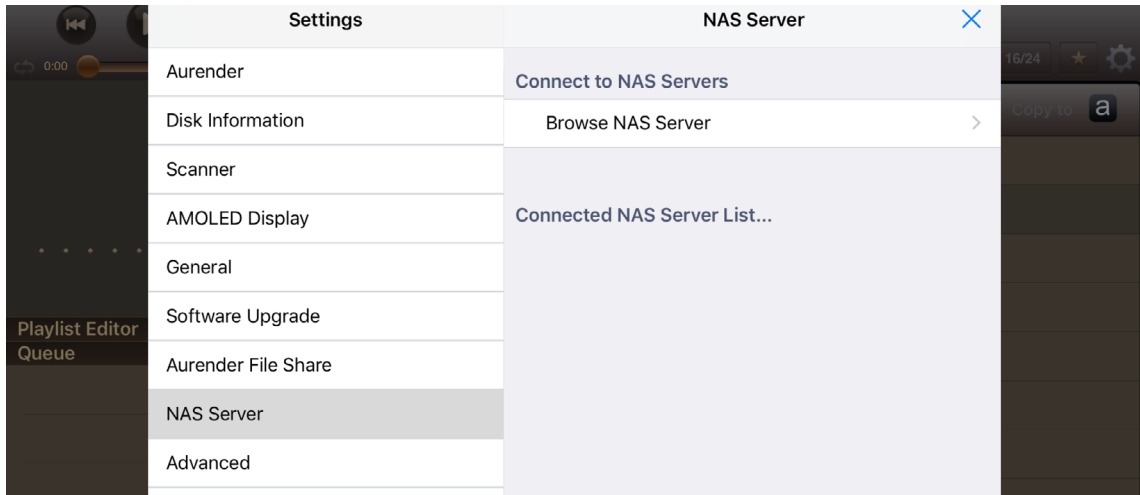 Settings
NAS Server
0:00
16/24
Aurender
Connect to NAS Servers
Copy to a
Disk Information
Browse NAS Server
Scanner
AMOLED Display
Connected NAS Server List...
General
Software Upgrade
Playlist Editor
Queue
Aurender File Share
NAS Server
Advanced